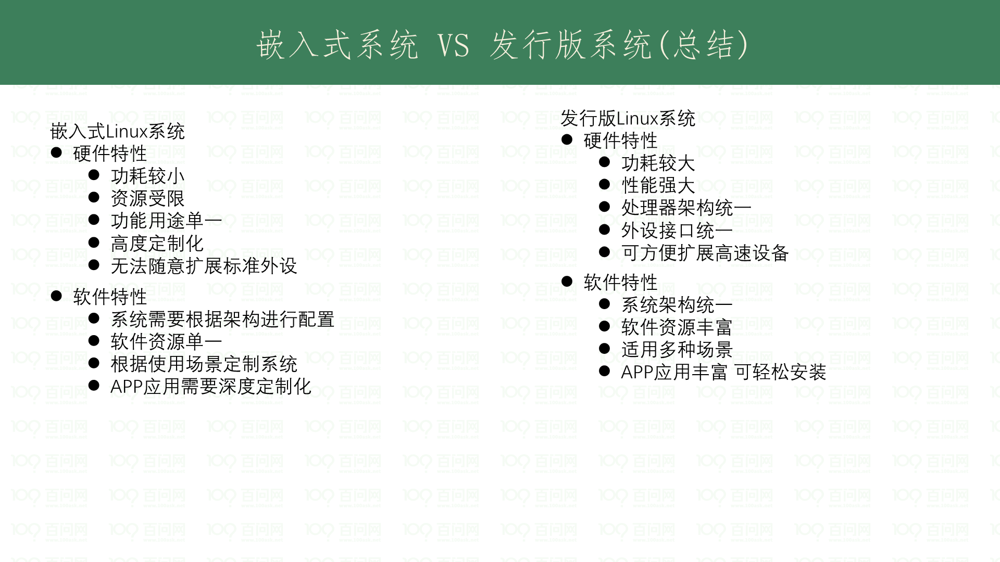 嵌入式系统 VS 发行版系统(总结)
嵌入式Linux系统
● 硬件特性
● 功耗较小
● 资源受限
● 功能用途单一
● 高度定制化
● 无法随意扩展标准外设
● 软件特性
● 系统需要根据架构进行配置
● 软件资源单一
● 根据使用场景定制系统
● APP应用需要深度定制化
发行版Linux系统
● 硬件特性
● 功耗较大
● 性能强大
● 处理器架构统一
● 外设接口统一
● 可方便扩展高速设备
● 软件特性
● 系统架构统一
● 软件资源丰富
● 适用多种场景
● APP应用丰富 可轻松安装
100 百问网
www.100ask.net